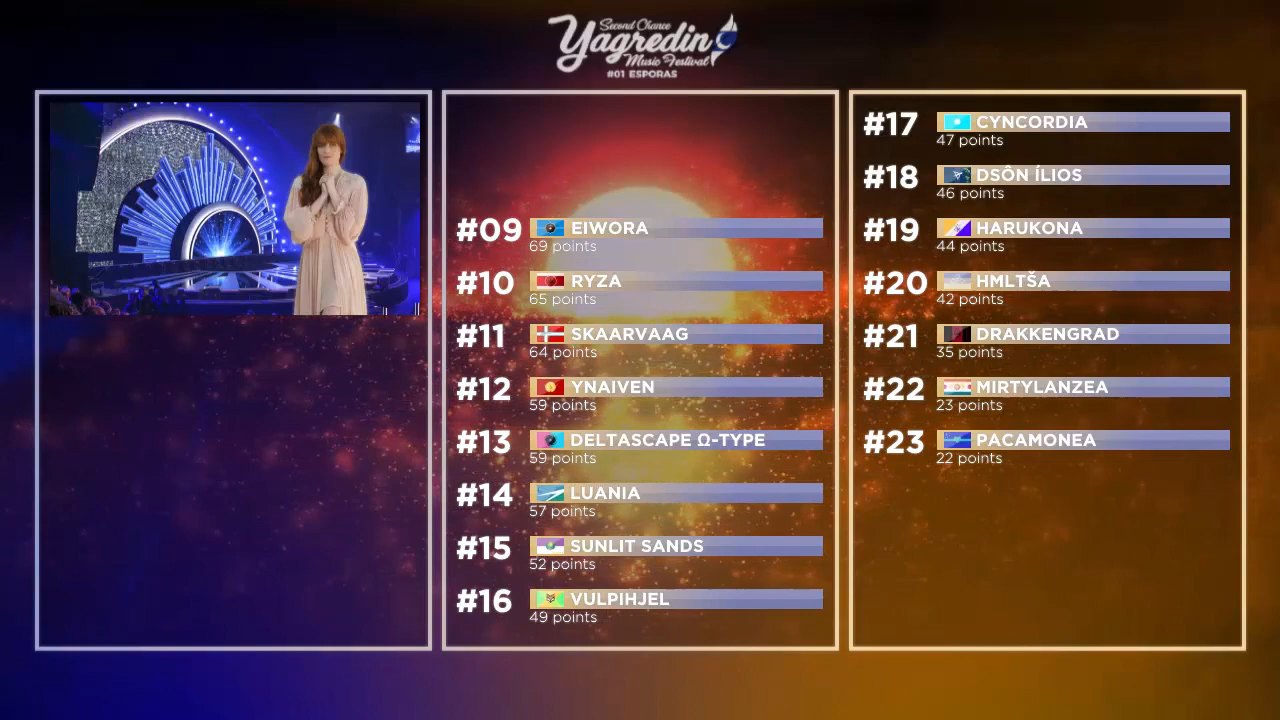 Second Chance
Yagredin
Music Festival
#01 ESPORAS
#09 EIWORA
69 points
#10 RYZA
65 points
#11 SKAARVAAG
64 points
#12 YNAIVEN
59 points
#13 DELTASCAPE Ω-TYPE
59 points
#14 LUANIA
57 points
#15 SUNLIT SANDS
52 points
#16 VULPIHJEL
49 points
#17 CYNCORDIA
47 points
#18 DSÔN ÍLIOS
46 points
#19 HARUKONA
44 points
#20 HMLTŠA
42 points
#21 DRAKKENGRAD
35 points
#22 MIRTYLANZEA
23 points
#23 PACAMONEA
22 points